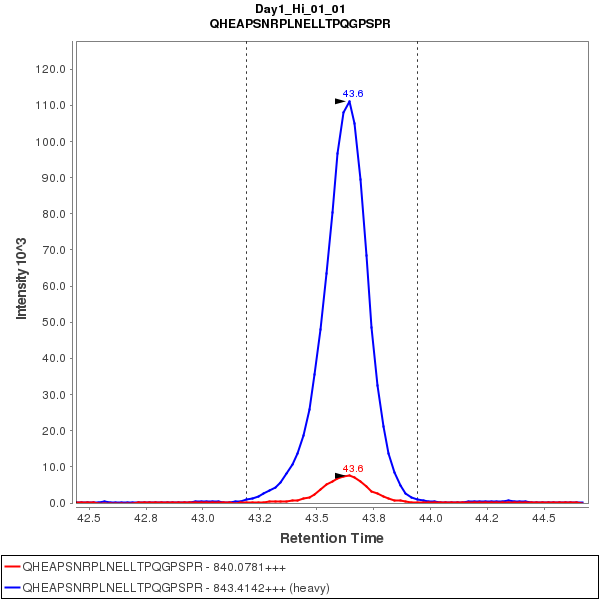 Day1_Hi_01_01
QHEAPSNRPLNELLTPQGPSPR
120.0
110.0
100.0
90.0
80.0
70.0
60.0
50.0
40.0
30.0
20.0
10.0
0.0
Intensity 10^3
43.6
43.6
42.5 42.8 43.0 43.2 43.5 43.8 44.0 44.2 44.5
Retention Time
QHEAPSNRPLNELLTPQGPSPR - 840.0781+++
QHEAPSNRPLNELLTPQGPSPR - 843.4142+++ (heavy)